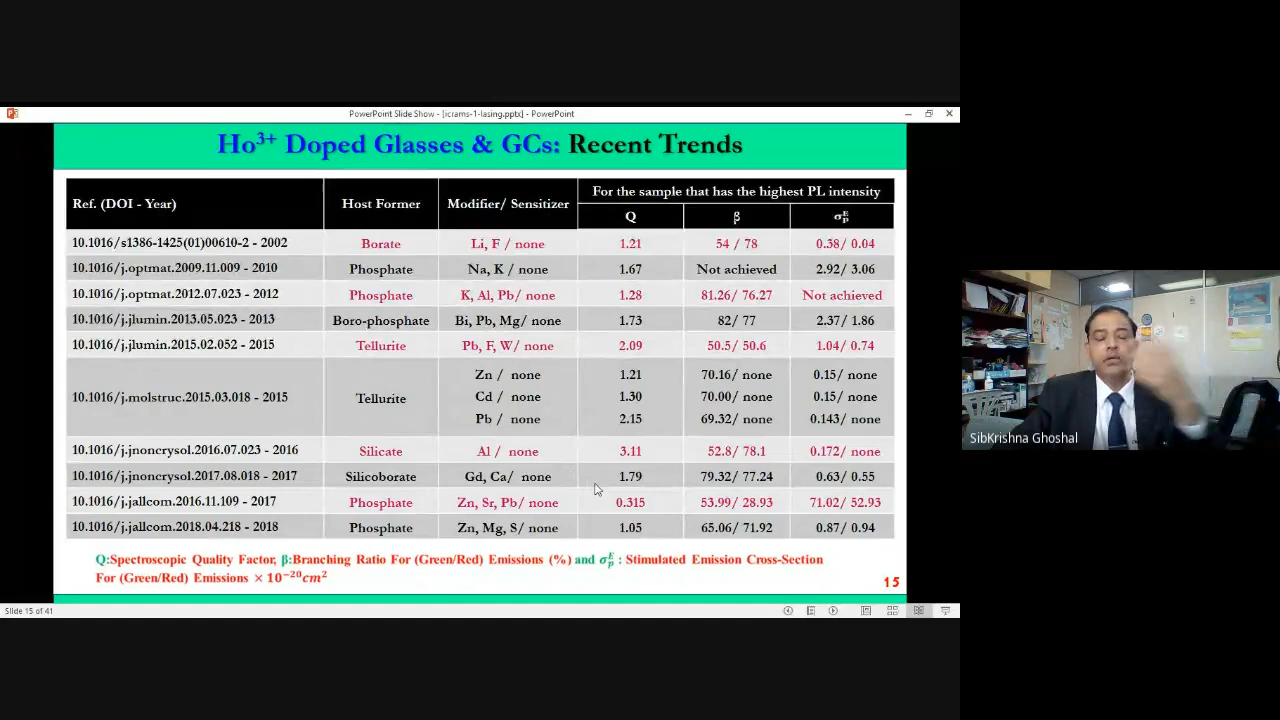 PowerPoint Slide Show - [icrams-1-lasing.pptx] - PowerPoint
Ho³⁺ Doped Glasses & GCs: Recent Trends
Ref. (DOI - Year) Host Former Modifier/ Sensitizer For the sample that has the highest PL intensity
Q β σₚᴱ
10.1016/s1386-1425(01)00610-2 - 2002 Borate Li, F / none 1.21 54 / 78 0.38/ 0.04
10.1016/j.optmat.2009.11.009 - 2010 Phosphate Na, K / none 1.67 Not achieved 2.92/ 3.06
10.1016/j.optmat.2012.07.023 - 2012 Phosphate K, Al, Pb/ none 1.28 81.26/ 76.27 Not achieved
10.1016/j.jlumin.2013.05.023 - 2013 Boro-phosphate Bi, Pb, Mg/ none 1.73 82/ 77 2.37/ 1.86
10.1016/j.jlumin.2015.02.052 - 2015 Tellurite Pb, F, W/ none 2.09 50.5/ 50.6 1.04/ 0.74
10.1016/j.molstruc.2015.03.018 - 2015 Tellurite Zn / none 1.21 70.16/ none 0.15/ none
Cd / none 1.30 70.00/ none 0.15/ none
Pb / none 2.15 69.32/ none 0.143/ none
10.1016/j.jnoncrysol.2016.07.023 - 2016 Silicate Al / none 3.11 52.8/ 78.1 0.172/ none
10.1016/j.jnoncrysol.2017.08.018 - 2017 Silicoborate Gd, Ca/ none 1.79 79.32/ 77.24 0.63/ 0.55
10.1016/j.jallcom.2016.11.109 - 2017 Phosphate Zn, Sr, Pb/ none 0.315 53.99/ 28.93 71.02/ 52.93
10.1016/j.jallcom.2018.04.218 - 2018 Phosphate Zn, Mg, S/ none 1.05 65.06/ 71.92 0.87/ 0.94
Q:Spectroscopic Quality Factor, β:Branching Ratio For (Green/Red) Emissions (%) and σₚᴱ : Stimulated Emission Cross-Section
For (Green/Red) Emissions × 10⁻²⁰cm²
15
Slide 15 of 41
SibKrishna Ghoshal